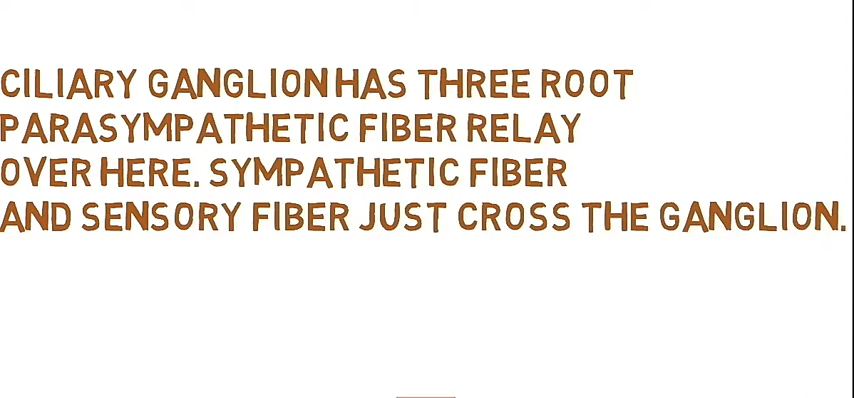 CILIARY GANGLION HAS THREE ROOT
PARASYMPATHETIC FIBER RELAY
OVER HERE. SYMPATHETIC FIBER
AND SENSORY FIBER JUST CROSS THE GANGLION.